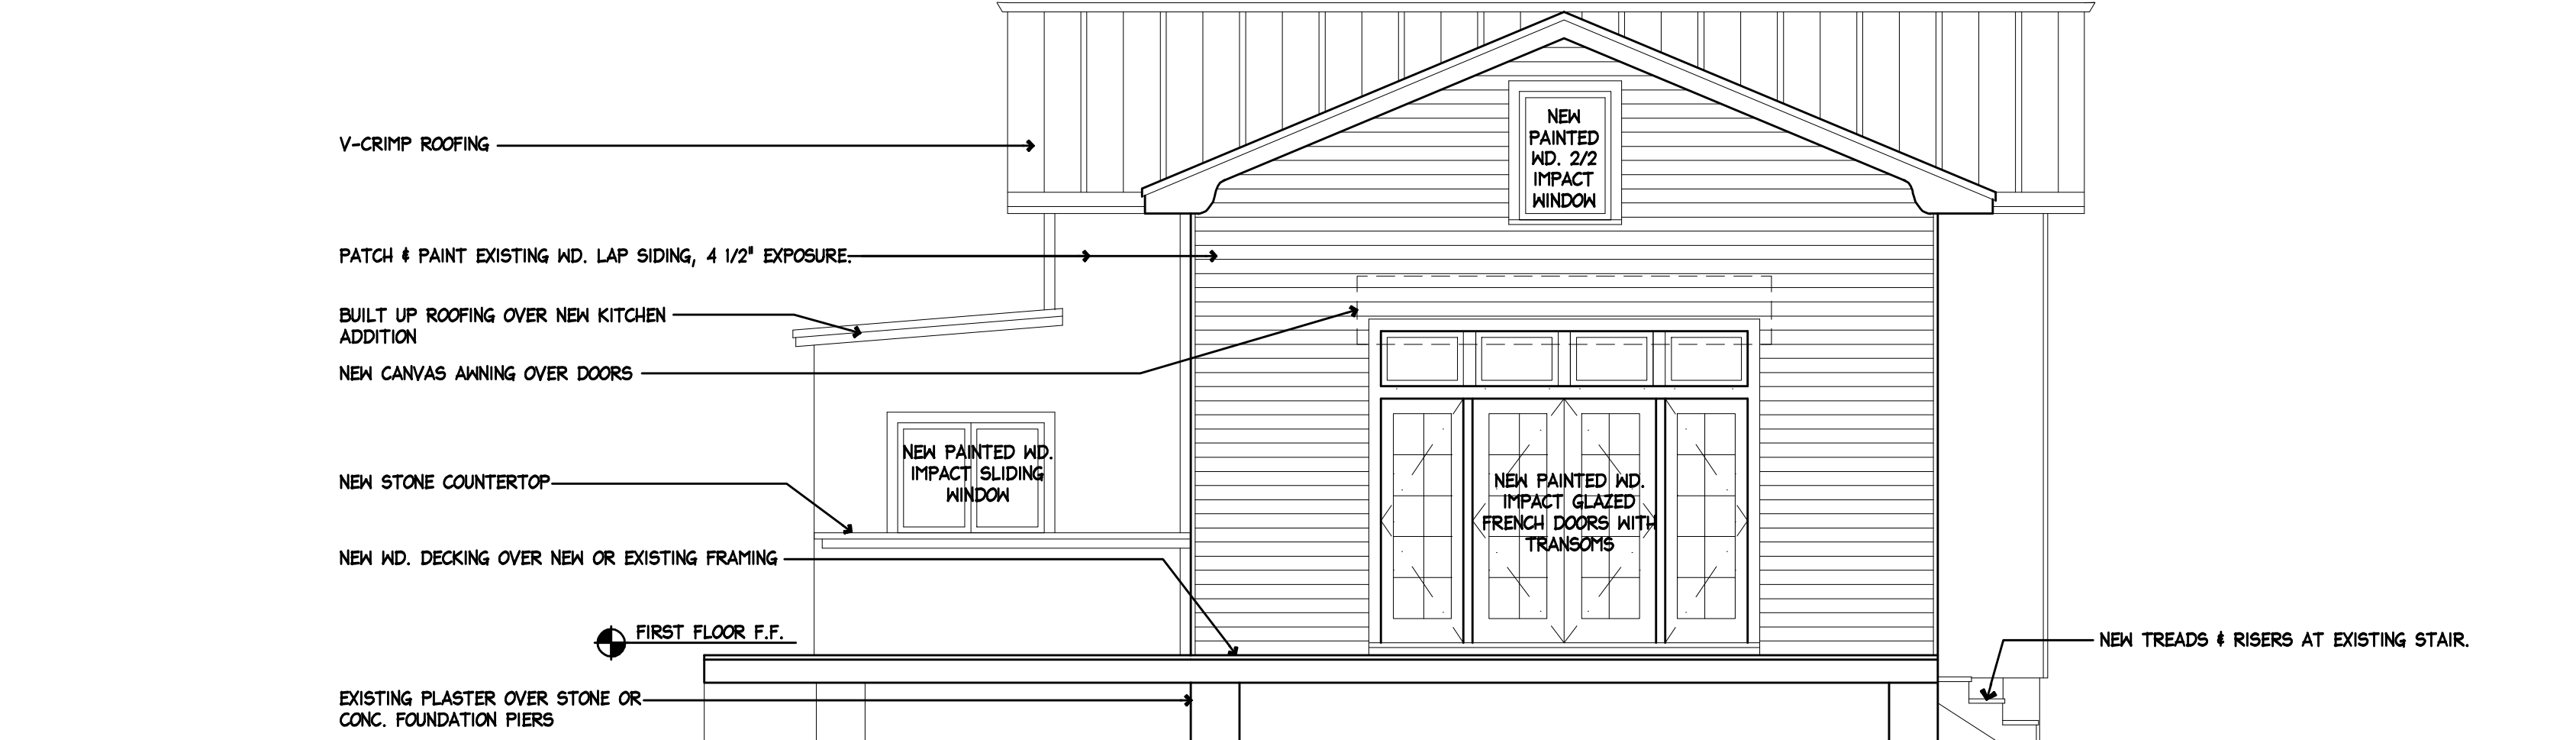 NEW
PAINTED
WD. 2/2
IMPACT
WINDOW
V-CRIMP ROOFING
PATCH & PAINT EXISTING WD. LAP SIDING, 4 1/2" EXPOSURE.
BUILT UP ROOFING OVER NEW KITCHEN
ADDITION
NEW CANVAS AWNING OVER DOORS
NEW PAINTED WD.
IMPACT SLIDING
WINDOW
NEW STONE COUNTERTOP
NEW PAINTED WD.
IMPACT GLAZED
FRENCH DOORS WITH
TRANSOMS
NEW WD. DECKING OVER NEW OR EXISTING FRAMING
FIRST FLOOR F.F.
NEW TREADS & RISERS AT EXISTING STAIR.
EXISTING PLASTER OVER STONE OR
CONC. FOUNDATION PIERS